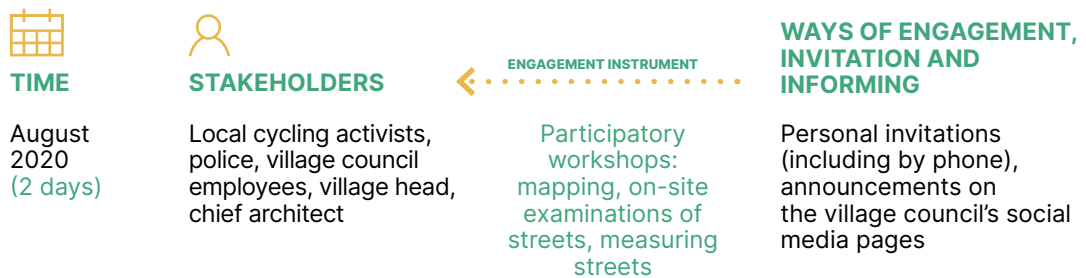 TIME
August
2020
(2 days)
STAKEHOLDERS
Local cycling activists,
police, village council
employees, village head,
chief architect
ENGAGEMENT INSTRUMENT
Participatory
workshops:
mapping, on-site
examinations of
streets, measuring
streets
WAYS OF ENGAGEMENT,
INVITATION AND
INFORMING
Personal invitations
(including by phone),
announcements on
the village council’s social
media pages